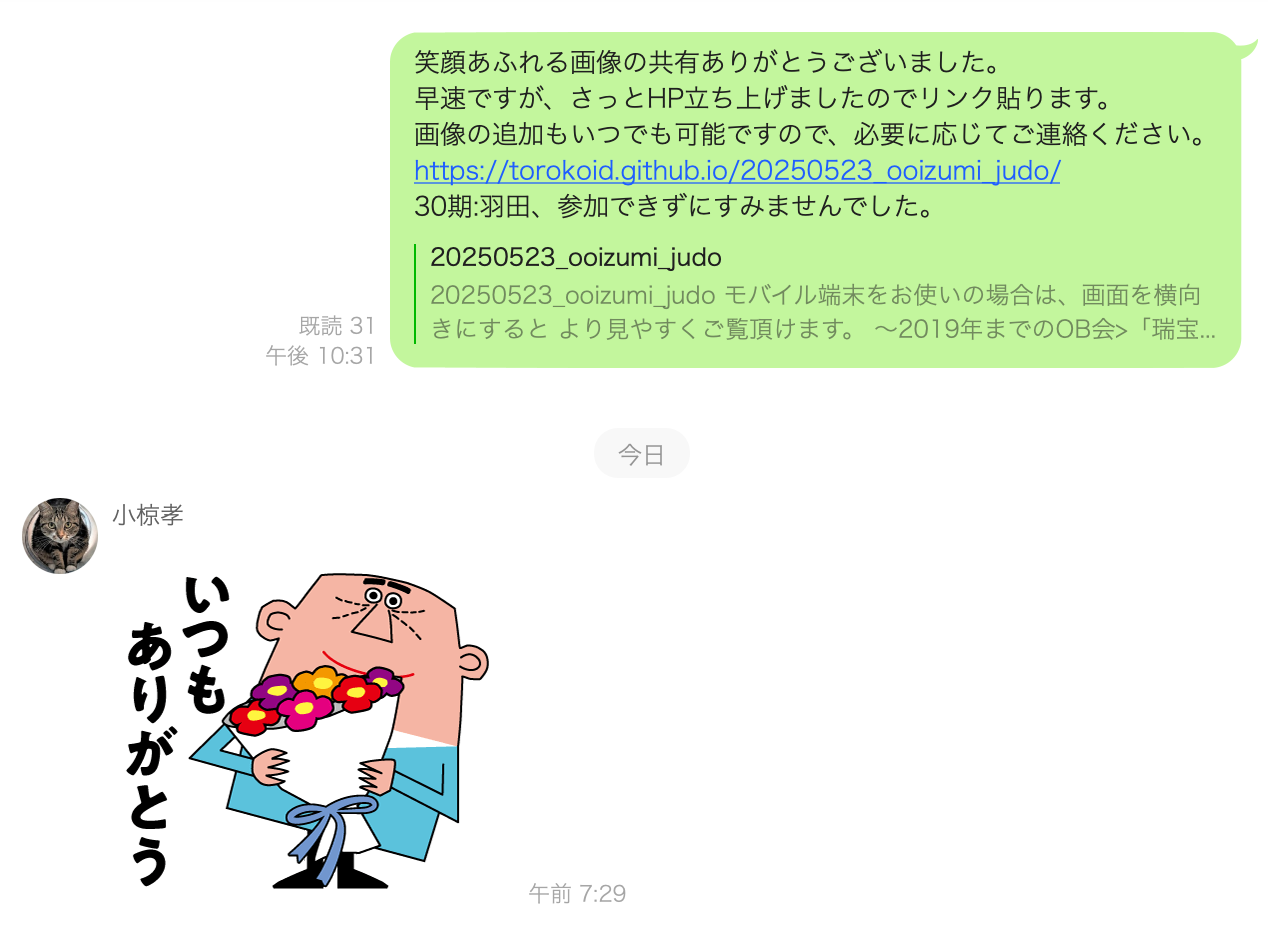 笑顔あふれる画像の共有ありがとうございました。
早速ですが、さっとHP立ち上げましたのでリンク貼ります。
画像の追加もいつでも可能ですので、必要に応じてご連絡ください。
https://torokoid.github.io/20250523_ooizumi_judo/
30期:羽田、参加できずにすみませんでした。
20250523_ooizumi_judo
20250523_ooizumi_judo モバイル端末をお使いの場合は、画面を横向
きにすると より見やすくご覧頂けます。 〜2019年までのOB会>「瑞宝...
既読 31
午後 10:31
今日
小椋孝
いつも
ありがとう
午前 7:29